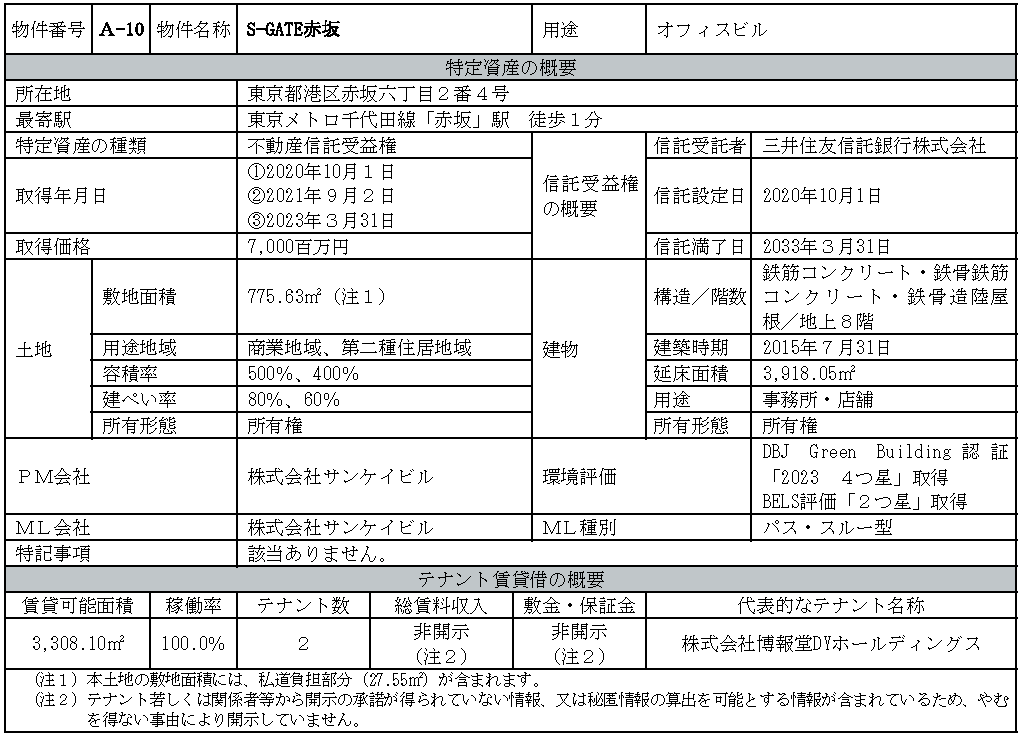 物件番号 A-10 物件名称 S-GATE赤坂 用途 オフィスビル
特定資産の概要
所在地 東京都港区赤坂六丁目２番４号
最寄駅 東京メトロ千代田線「赤坂」駅　徒歩１分
特定資産の種類 不動産信託受益権
取得年月日
①2020年10月１日
②2021年９月２日
③2023年３月31日
取得価格 7,000百万円
信託受益権
の概要
信託受託者 三井住友信託銀行株式会社
信託設定日 2020年10月1日
信託満了日 2033年３月31日
土地
敷地面積 775.63㎡（注１）
用途地域 商業地域、第二種住居地域
容積率 500％、400％
建ぺい率 80％、60％
所有形態 所有権
建物
構造／階数
鉄筋コンクリート・鉄骨鉄筋
コンクリート・鉄骨造陸屋
根／地上８階
建築時期 2015年７月31日
延床面積 3,918.05㎡
用途 事務所・店舗
所有形態 所有権
ＰＭ会社 株式会社サンケイビル
環境評価
DBJ Green Building 認証
「2023　４つ星」取得
BELS評価「２つ星」取得
ＭＬ会社 株式会社サンケイビル ＭＬ種別 パス・スルー型
特記事項 該当ありません。
テナント賃貸借の概要
賃貸可能面積 稼働率 テナント数 総賃料収入 敷金・保証金 代表的なテナント名称
3,308.10㎡ 100.0％ ２
非開示
（注２）
非開示
（注２）
株式会社博報堂DYホールディングス
（注１）本土地の敷地面積には、私道負担部分（27.55㎡）が含まれます。
（注２）テナント若しくは関係者等から開示の承諾が得られていない情報、又は秘匿情報の算出を可能とする情報が含まれているため、やむ
を得ない事由により開示していません。